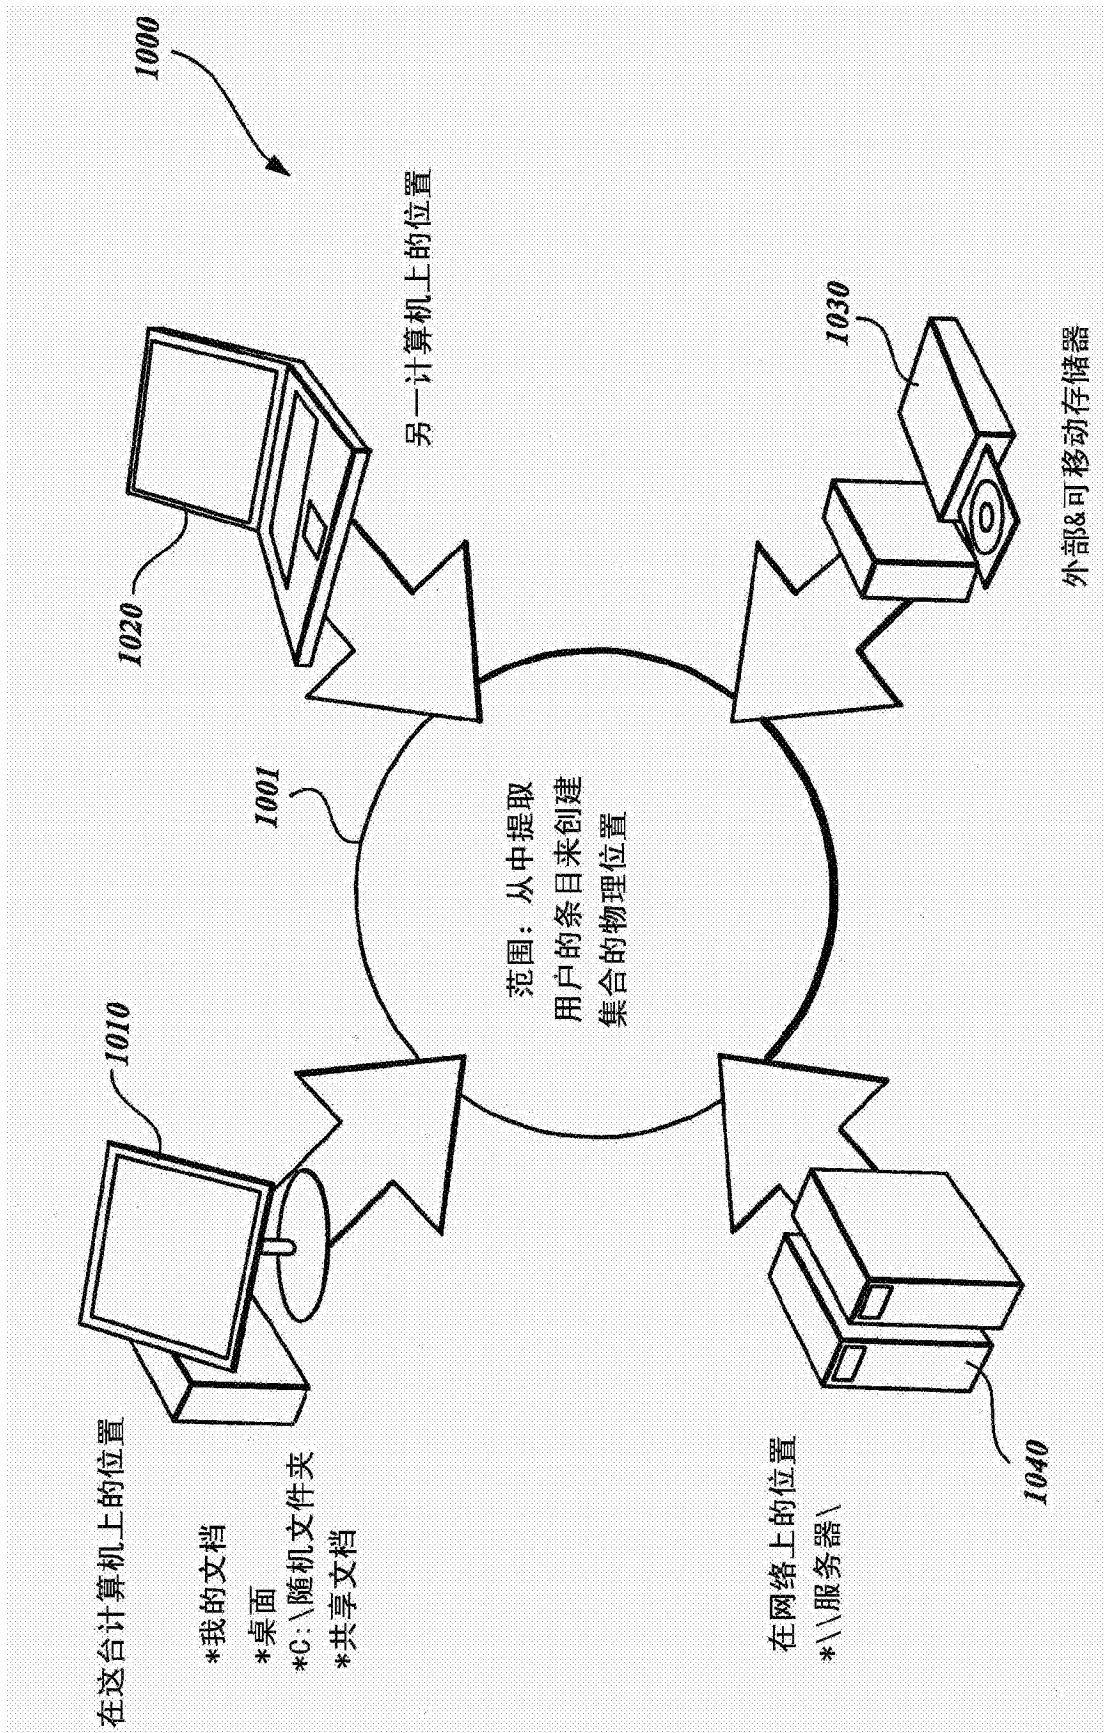 1000
1020
另一计算机上的位置
1030
外部&可移动存储器
1001
范围：从中提取
用户的条目来创建
集合的物理位置
1010
在这台计算机上的位置
*我的文档
*桌面
*C:\随机文件夹
*共享文档
在网络上的位置
*\\服务器\
1040